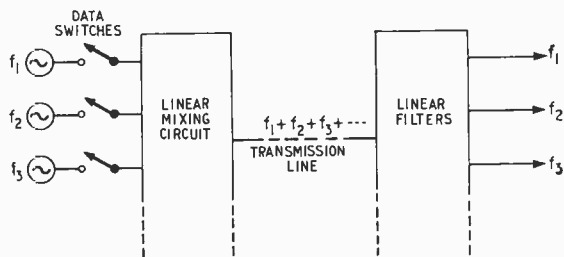 DATA
SWITCHES
f1
f2
f3
LINEAR
MIXING
CIRCUIT
f1 + f2 + f3 + ----
TRANSMISSION
LINE
LINEAR
FILTERS
f1
f2
f3